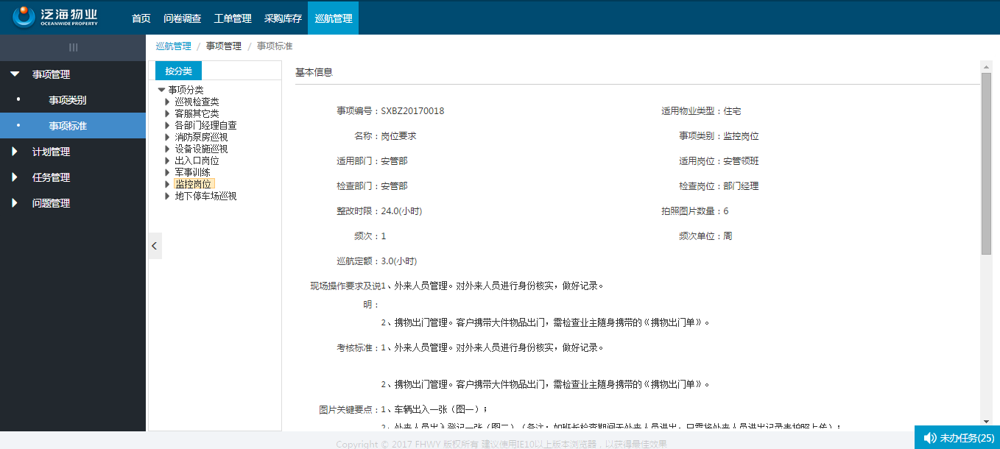 泛海物业
OCEANWIDE PROPERTY
首页 问卷调查 工单管理 采购库存 巡航管理
巡航管理 / 事项管理 / 事项标准
事项管理
事项类别
事项标准
计划管理
任务管理
问题管理
按分类
事项分类
巡视检查类
客服其它类
各部门经理自查
消防泵房巡视
设备设施巡视
出入口岗位
军事训练
监控岗位
地下停车场巡视
基本信息
事项编号：SXBZ20170018 适用物业类型：住宅
名称：岗位要求 事项类别：监控岗位
适用部门：安管部 适用岗位：安管领班
检查部门：安管部 检查岗位：部门经理
整改时限：24.0(小时) 拍照图片数量：6
频次：1 频次单位：周
巡航定额：3.0(小时)
现场操作要求及说1、外来人员管理。对外来人员进行身份核实，做好记录。
明：
2、携物出门管理。客户携带大件物品出门，需检查业主随身携带的《携物出门单》。
考核标准：1、外来人员管理。对外来人员进行身份核实，做好记录。
2、携物出门管理。客户携带大件物品出门，需检查业主随身携带的《携物出门单》。
图片关键要点：1、车辆出入一张（图一）；
2、外来人员出入登记一张（图二）（备注：如班长检查期间无外来人员进出，只需将外来人员进出记录表拍照上传）；
未办任务(25)
Copyright © 2017 FHWY 版权所有 建议使用IE10以上版本浏览器，以获得最佳效果